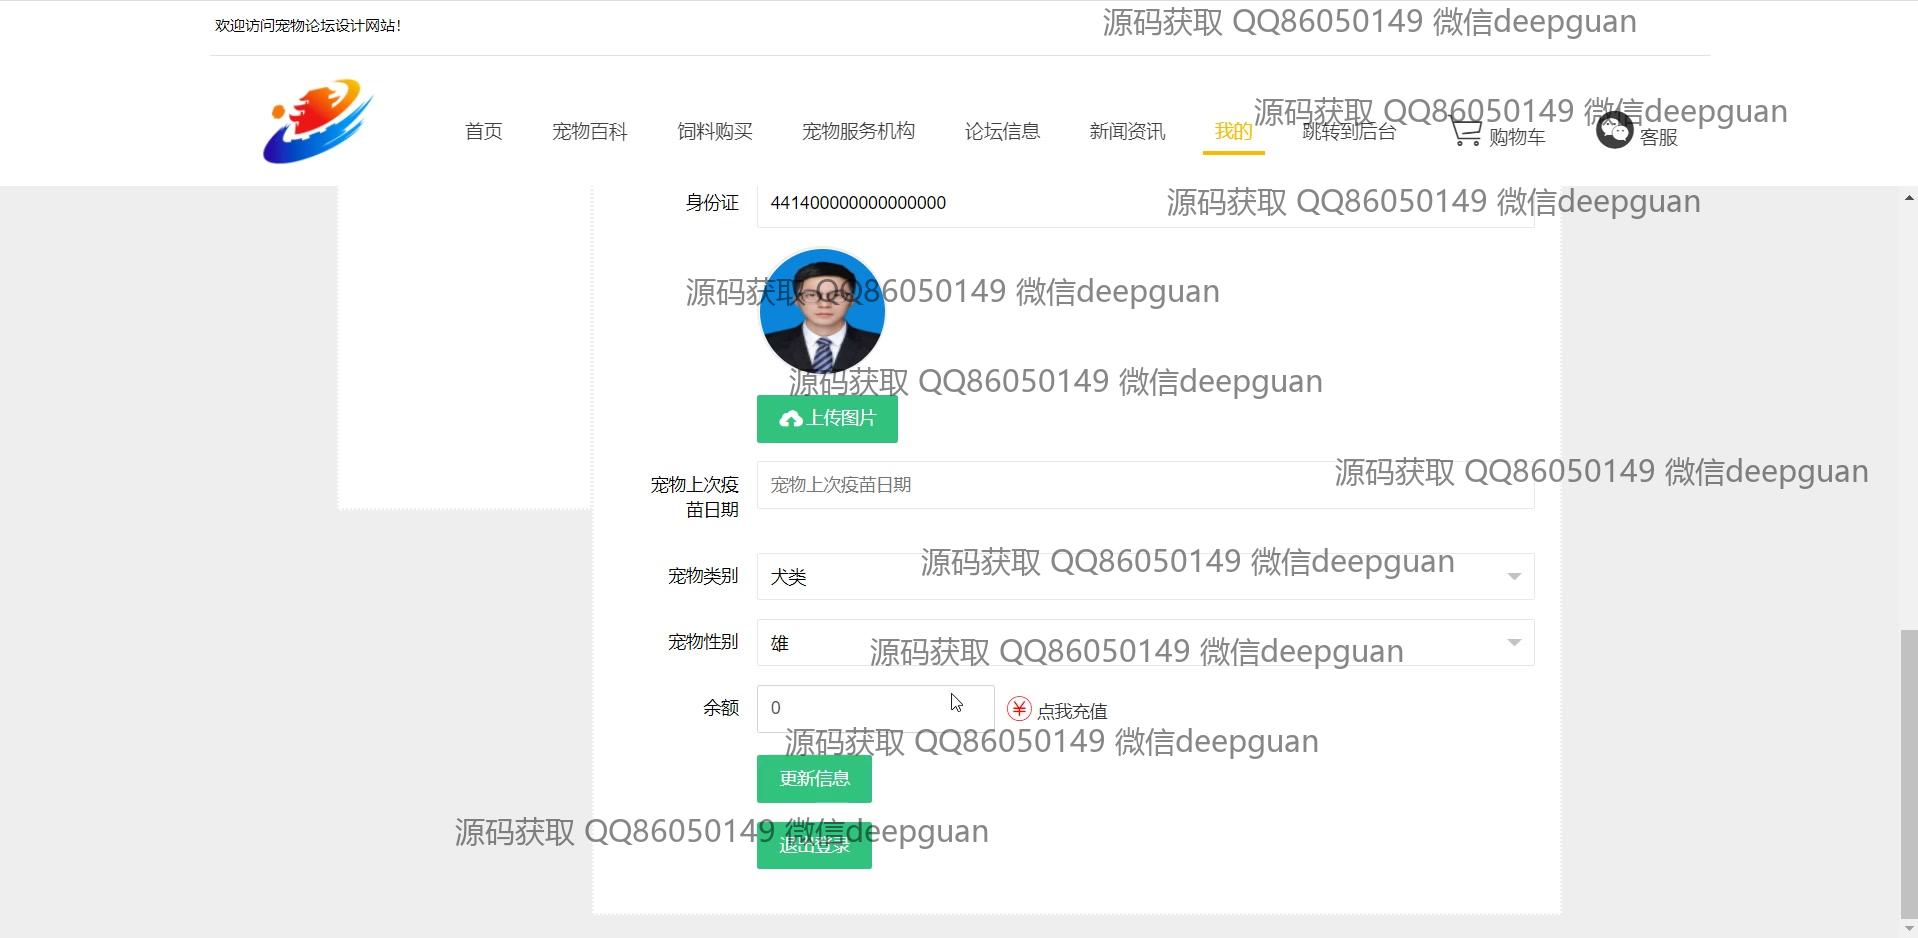 欢迎访问宠物论坛设计网站！
源码获取 QQ86050149 微信deepguan
源码获取 QQ86050149 微信deepguan
首页 宠物百科 饲料购买 宠物服务机构 论坛信息 新闻资讯 我的 跳转到后台 购物车 客服
身份证 441400000000000000
源码获取 QQ86050149 微信deepguan
源码获取 QQ86050149 微信deepguan
源码获取 QQ86050149 微信deepguan
上传图片
源码获取 QQ86050149 微信deepguan
宠物上次疫苗日期 宠物上次疫苗日期
源码获取 QQ86050149 微信deepguan
宠物类别 犬类
宠物性别 雄
源码获取 QQ86050149 微信deepguan
余额 0 ¥ 点我充值
源码获取 QQ86050149 微信deepguan
更新信息
源码获取 QQ86050149 微信deepguan
退出登录